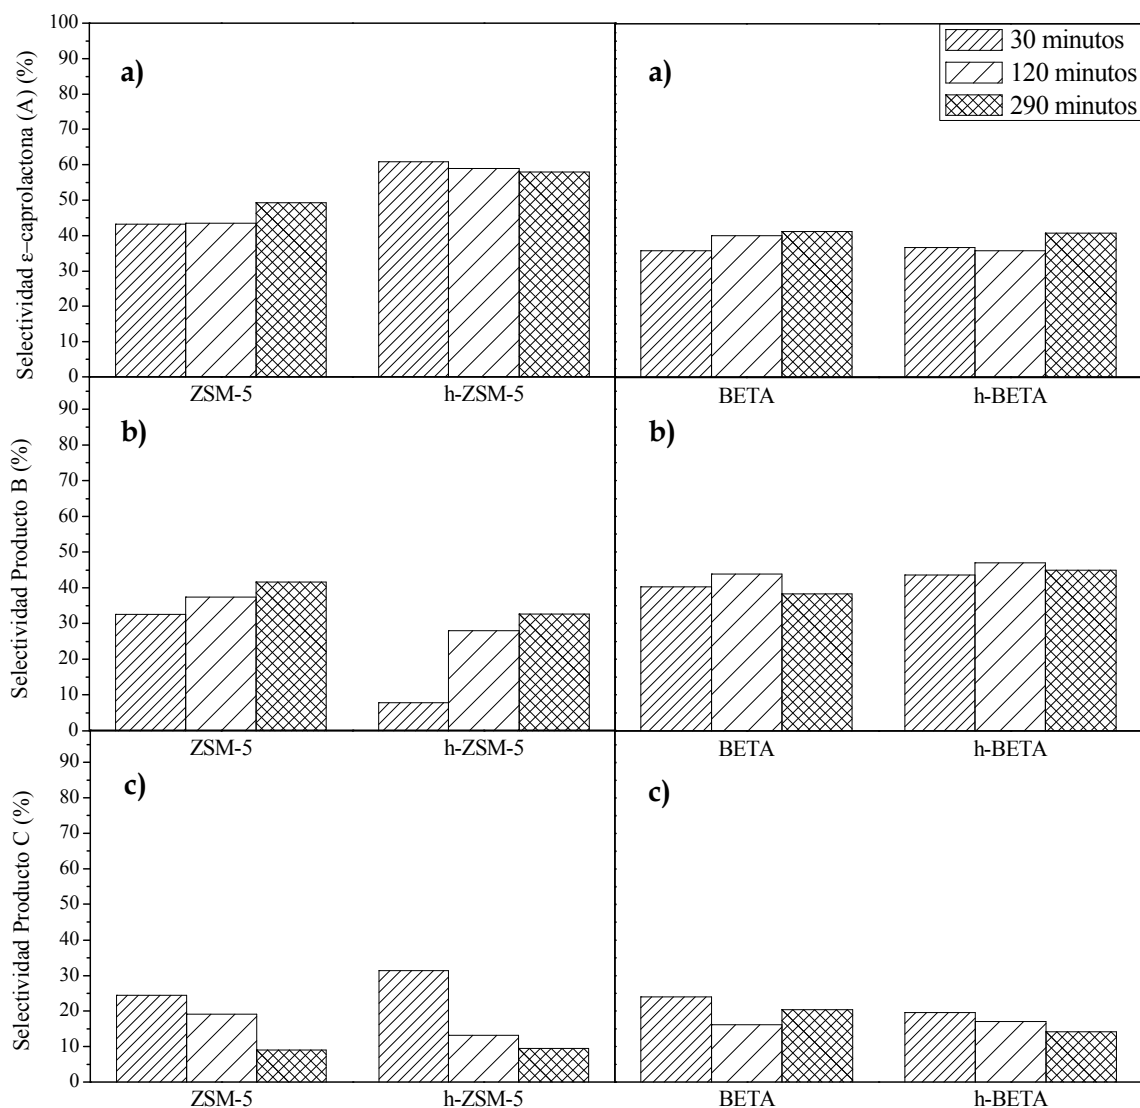 Selectividad ε–caprolactona (A) (%)
100
90
80
70
60
50
40
30
20
10
0
a)
ZSM-5
h-ZSM-5
a)
30 minutos
120 minutos
290 minutos
BETA
h-BETA
Selectividad Producto B (%)
90
80
70
60
50
40
30
20
10
0
b)
ZSM-5
h-ZSM-5
b)
BETA
h-BETA
Selectividad Producto C (%)
90
80
70
60
50
40
30
20
10
0
c)
ZSM-5
h-ZSM-5
c)
BETA
h-BETA